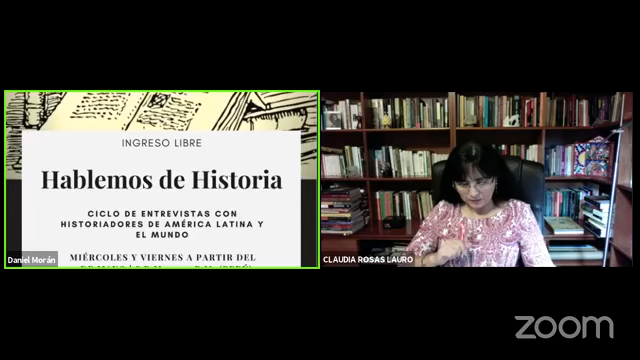 INGRESO LIBRE
Hablemos de Historia
CICLO DE ENTREVISTAS CON
HISTORIADORES DE AMÉRICA LATINA Y
EL MUNDO
MIÉRCOLES Y VIERNES A PARTIR DEL
Daniel Morán
CLAUDIA ROSAS LAURO
zoom